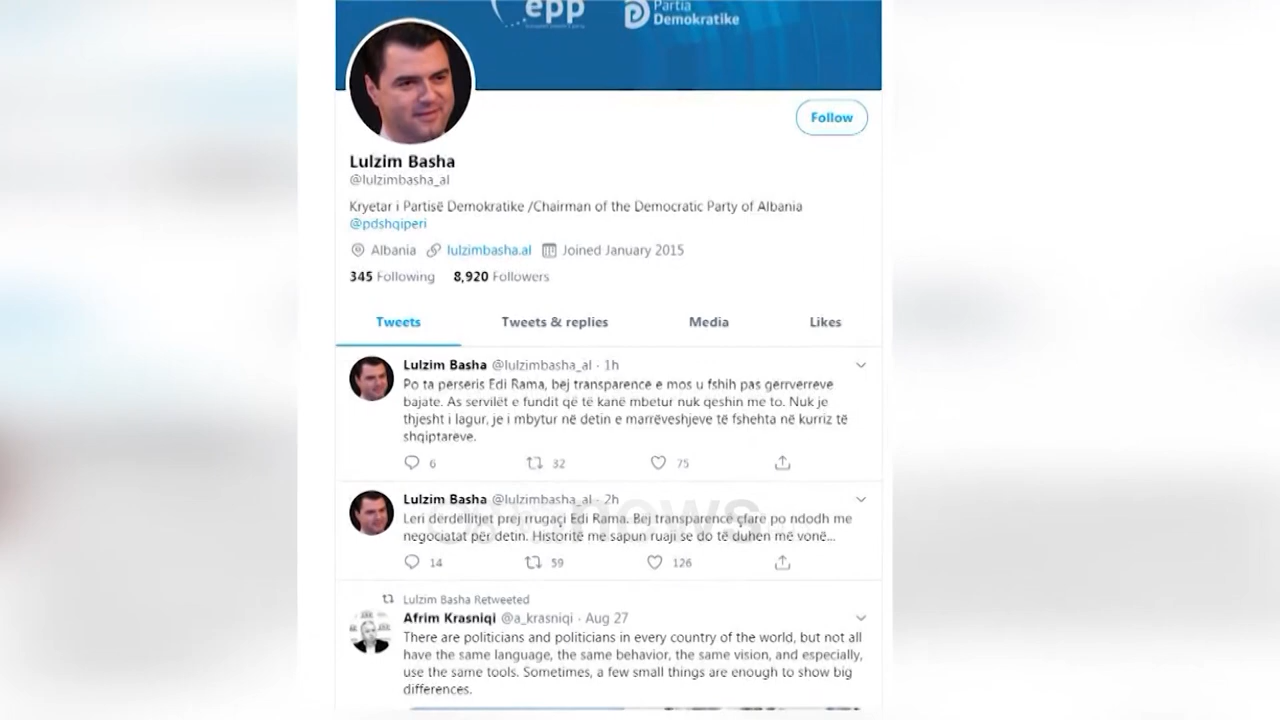 epp
Partia
Demokratike
Follow
Lulzim Basha
@lulzimbasha_al
Kryetar i Partisë Demokratike /Chairman of the Democratic Party of Albania
@pdshqiperi
Albania lulzimbasha.al Joined January 2015
345 Following 8,920 Followers
Tweets Tweets & replies Media Likes
Lulzim Basha @lulzimbasha_al · 1h
Po ta perseris Edi Rama, bej transparence e mos u fshih pas gerrverreve
bajate. As servilët e fundit që të kanë mbetur nuk qeshin me to. Nuk je
thjesht i lagur, je i mbytur në detin e marrëveshjeve të fshehta në kurriz të
shqiptarëve.
6 32 75
Lulzim Basha @lulzimbasha_al · 2h
Leri dërdëllitjet prej rrugaçi Edi Rama. Bej transparencë çfarë po ndodh me
negociatat për detin. Historitë me sapun ruaji se do të duhen më vonë...
news
14 59 126
Lulzim Basha Retweeted
Afrim Krasniqi @a_krasniqi · Aug 27
There are politicians and politicians in every country of the world, but not all
have the same language, the same behavior, the same vision, and especially,
use the same tools. Sometimes, a few small things are enough to show big
differences.